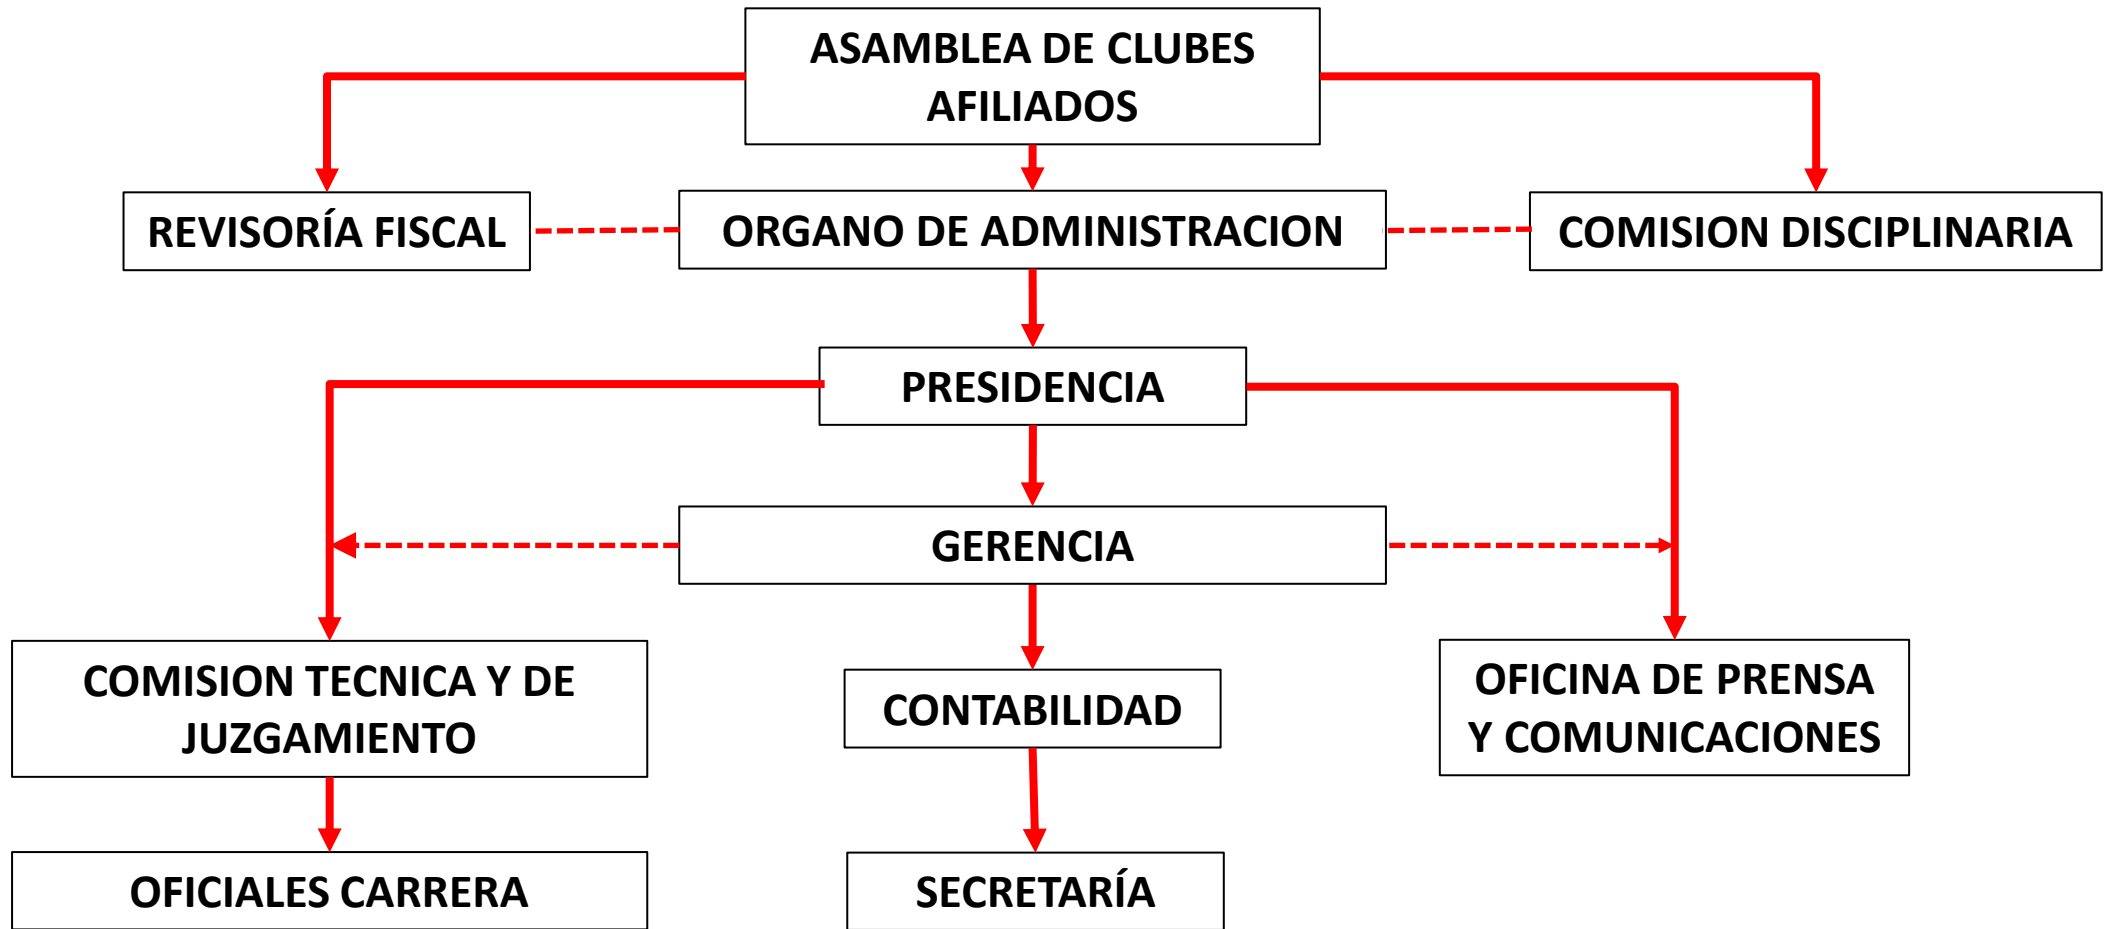 ASAMBLEA DE CLUBES
AFILIADOS
REVISORÍA FISCAL
ORGANO DE ADMINISTRACION
COMISION DISCIPLINARIA
PRESIDENCIA
GERENCIA
COMISION TECNICA Y DE
JUZGAMIENTO
CONTABILIDAD
OFICINA DE PRENSA
Y COMUNICACIONES
OFICIALES CARRERA
SECRETARÍA